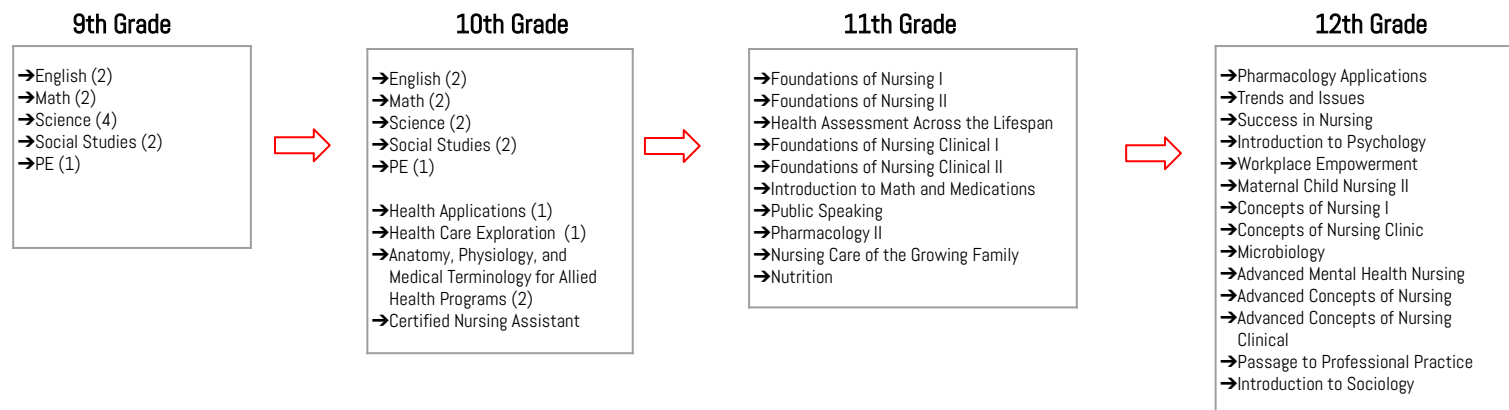 9th Grade
➔English (2)
➔Math (2)
➔Science (4)
➔Social Studies (2)
➔PE (1)
10th Grade
➔English (2)
➔Math (2)
➔Science (2)
➔Social Studies (2)
➔PE (1)
➔Health Applications (1)
➔Health Care Exploration (1)
➔Anatomy, Physiology, and
Medical Terminology for Allied
Health Programs (2)
➔Certified Nursing Assistant
11th Grade
➔Foundations of Nursing I
➔Foundations of Nursing II
➔Health Assessment Across the Lifespan
➔Foundations of Nursing Clinical I
➔Foundations of Nursing Clinical II
➔Introduction to Math and Medications
➔Public Speaking
➔Pharmacology II
➔Nursing Care of the Growing Family
➔Nutrition
12th Grade
➔Pharmacology Applications
➔Trends and Issues
➔Success in Nursing
➔Introduction to Psychology
➔Workplace Empowerment
➔Maternal Child Nursing II
➔Concepts of Nursing I
➔Concepts of Nursing Clinic
➔Microbiology
➔Advanced Mental Health Nursing
➔Advanced Concepts of Nursing
➔Advanced Concepts of Nursing
Clinical
➔Passage to Professional Practice
➔Introduction to Sociology